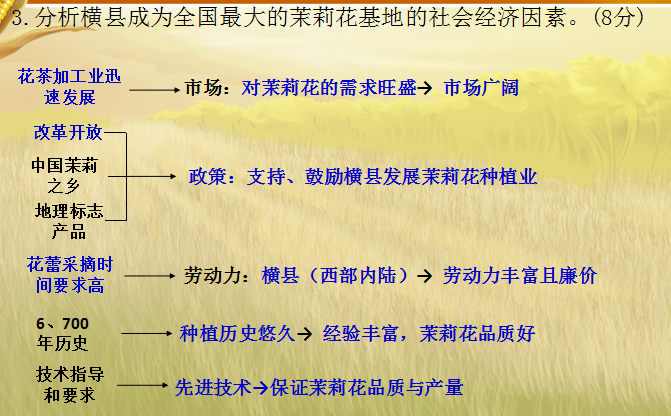 3.分析横县成为全国最大的茉莉花基地的社会经济因素。(8分)
花茶加工业迅
速发展
市场：对茉莉花的需求旺盛→ 市场广阔
改革开放
中国茉莉
之乡
政策：支持、鼓励横县发展茉莉花种植业
地理标志
产品
花蕾采摘时
间要求高
劳动力：横县（西部内陆）→ 劳动力丰富且廉价
6、700
年历史
种植历史悠久→ 经验丰富，茉莉花品质好
技术指导
和要求
先进技术→保证茉莉花品质与产量